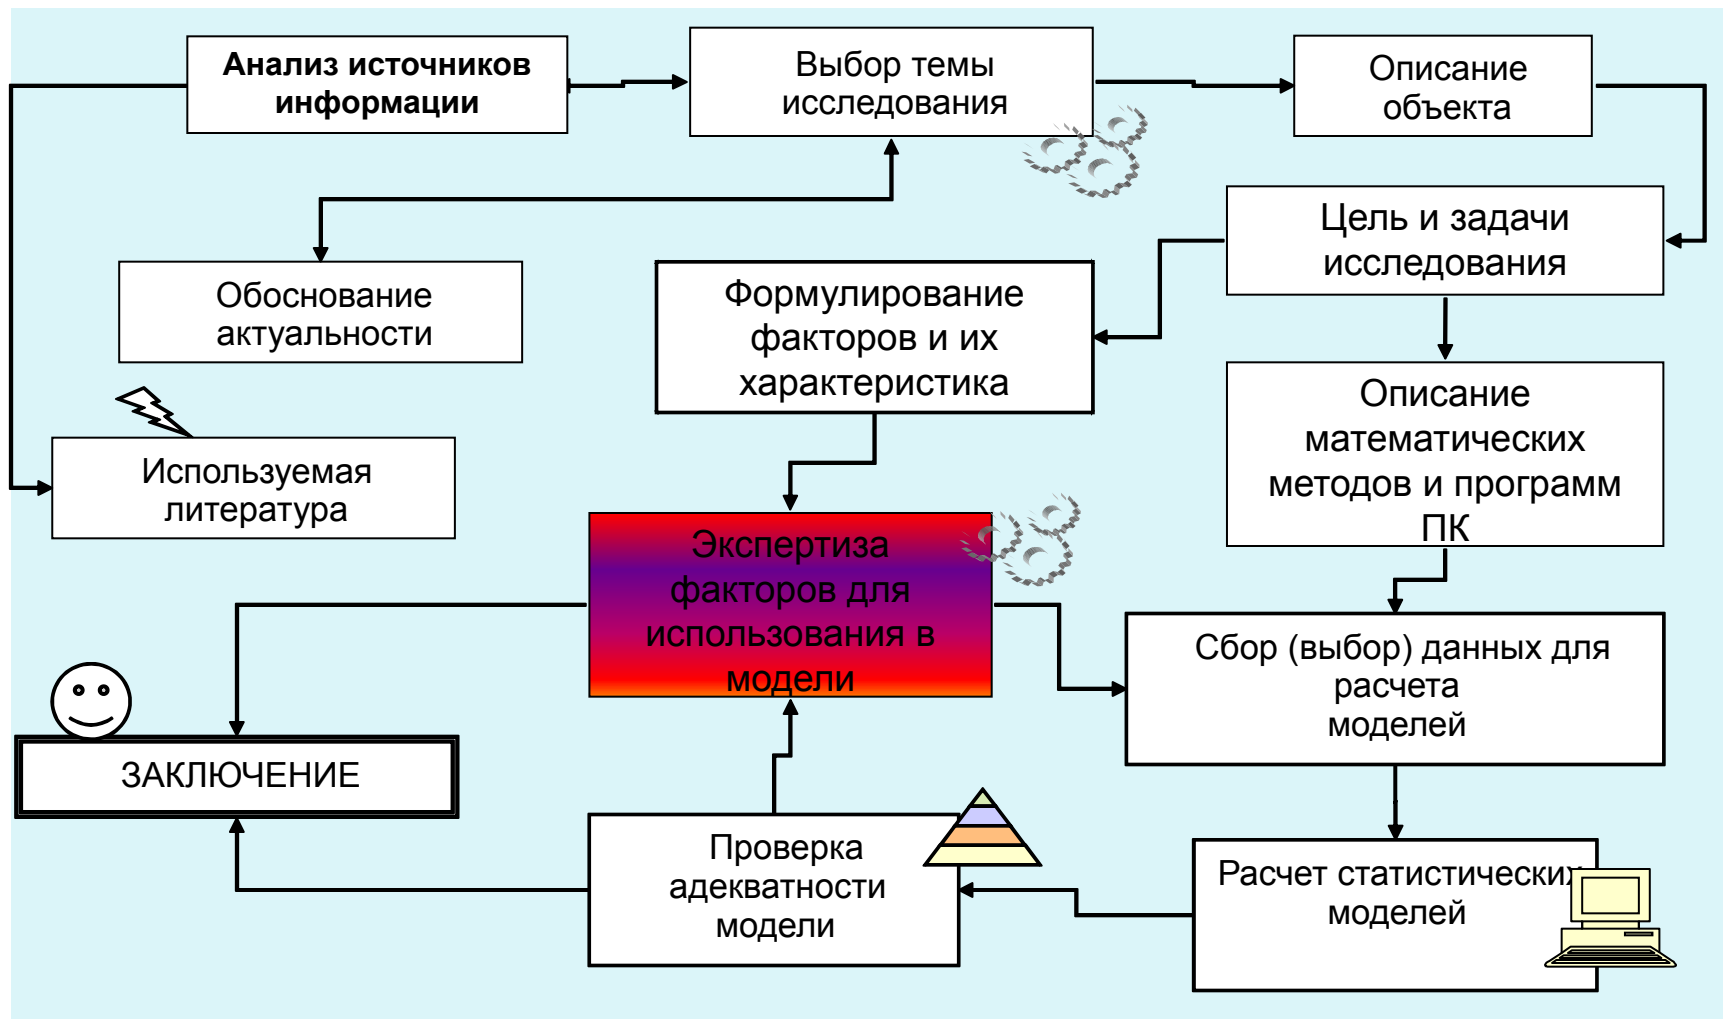 Анализ источников
информации
Выбор темы
исследования
Описание
объекта
Цель и задачи
исследования
Обоснование
актуальности
Формулирование
факторов и их
характеристика
Описание
математических
методов и программ
ПК
Используемая
литература
Экспертиза
факторов для
использования в
модели
Сбор (выбор) данных для
расчета
моделей
ЗАКЛЮЧЕНИЕ
Проверка
адекватности
модели
Расчет статистических
моделей